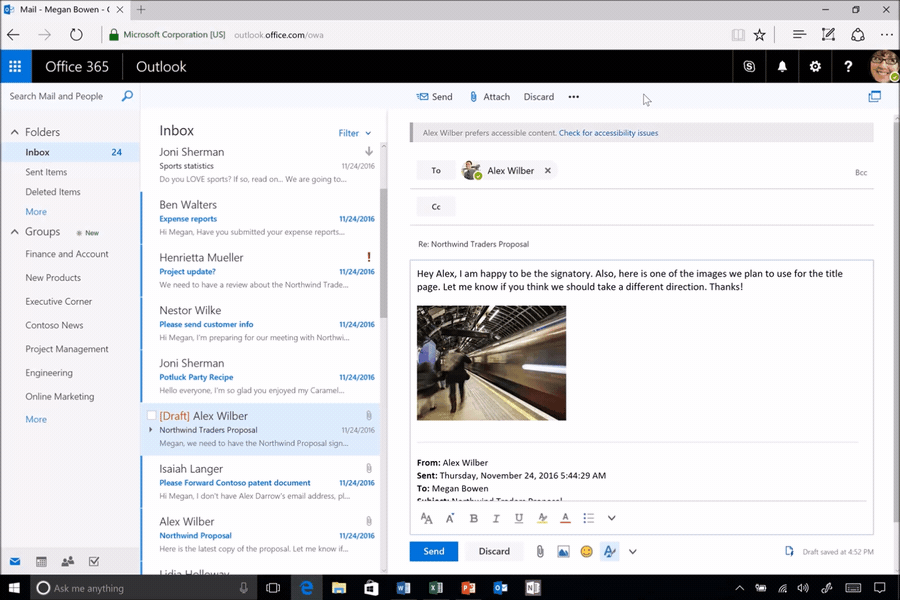 Mail - Megan Bowen - O
Microsoft Corporation [US] outlook.office.com/owa
Office 365 Outlook
Search Mail and People
Send Attach Discard
Folders
Inbox 24
Sent Items
Deleted Items
More
Groups New
Finance and Account
New Products
Executive Corner
Contoso News
Project Management
Engineering
Online Marketing
More
Inbox
Filter
Joni Sherman
Sports statistics 11/24/2016
Do you LOVE sports? If so, read on... We are going to...
Ben Walters
Expense reports 11/24/2016
Hi Megan, Have you submitted your expense reports...
Henrietta Mueller
Project update? 11/24/2016
We need to have a review about the Northwind Trade...
Nestor Wilke
Please send customer info 11/24/2016
Hi Megan, I'm preparing for our meeting with Northwi...
Joni Sherman
Potluck Party Recipe 11/24/2016
Hello everyone, I'm so glad you enjoyed my Caramel...
[Draft] Alex Wilber
Northwind Traders Proposal 11/24/2016
Megan, we need to have the Northwind Proposal sign...
Isaiah Langer
Please Forward Contoso patent document 11/24/2016
Hi Megan, I don't have Alex Darrow's email address, pl...
Alex Wilber
Northwind Proposal 11/24/2016
Here is the latest copy of the proposal. Let me know if...
Lidia Holloway
Alex Wilber prefers accessible content. Check for accessibility issues
To Alex Wilber Bcc
Cc
Re: Northwind Traders Proposal
Hey Alex, I am happy to be the signatory. Also, here is one of the images we plan to use for the title
page. Let me know if you think we should take a different direction. Thanks!
From: Alex Wilber
Sent: Thursday, November 24, 2016 5:44:29 AM
To: Megan Bowen
Subject: Northwind Traders Proposal
Send Discard Draft saved at 4:52 PM
Ask me anything